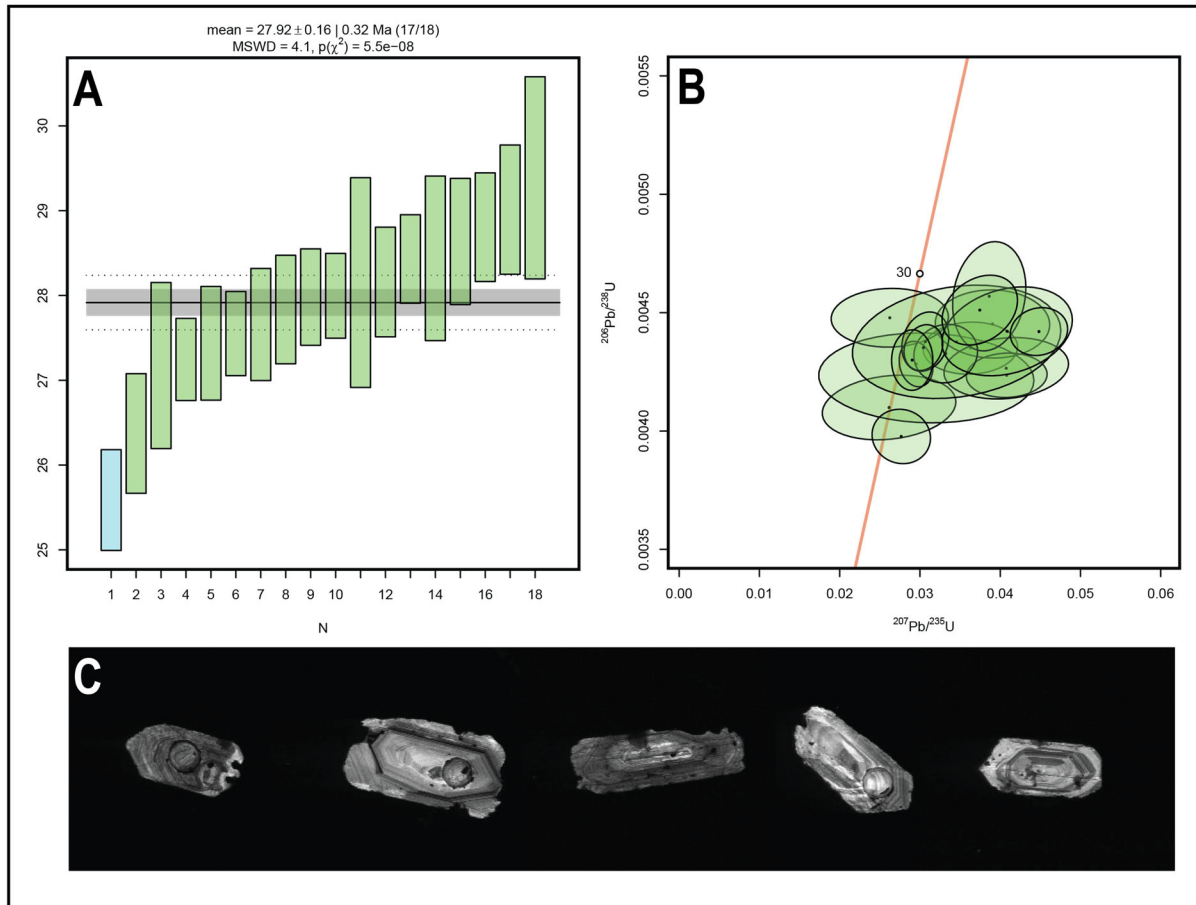 mean = 27.92 ± 0.16 | 0.32 Ma (17/18)
MSWD = 4.1, p(χ²) = 5.5e−08
A
30
29
28
27
26
25
1 2 3 4 5 6 7 8 9 10 12 14 16 18
N
B
0.0055
0.0050
0.0045
0.0040
0.0035
²⁰⁶Pb/²³⁸U
30
0.00 0.01 0.02 0.03 0.04 0.05 0.06
²⁰⁷Pb/²³⁵U
C